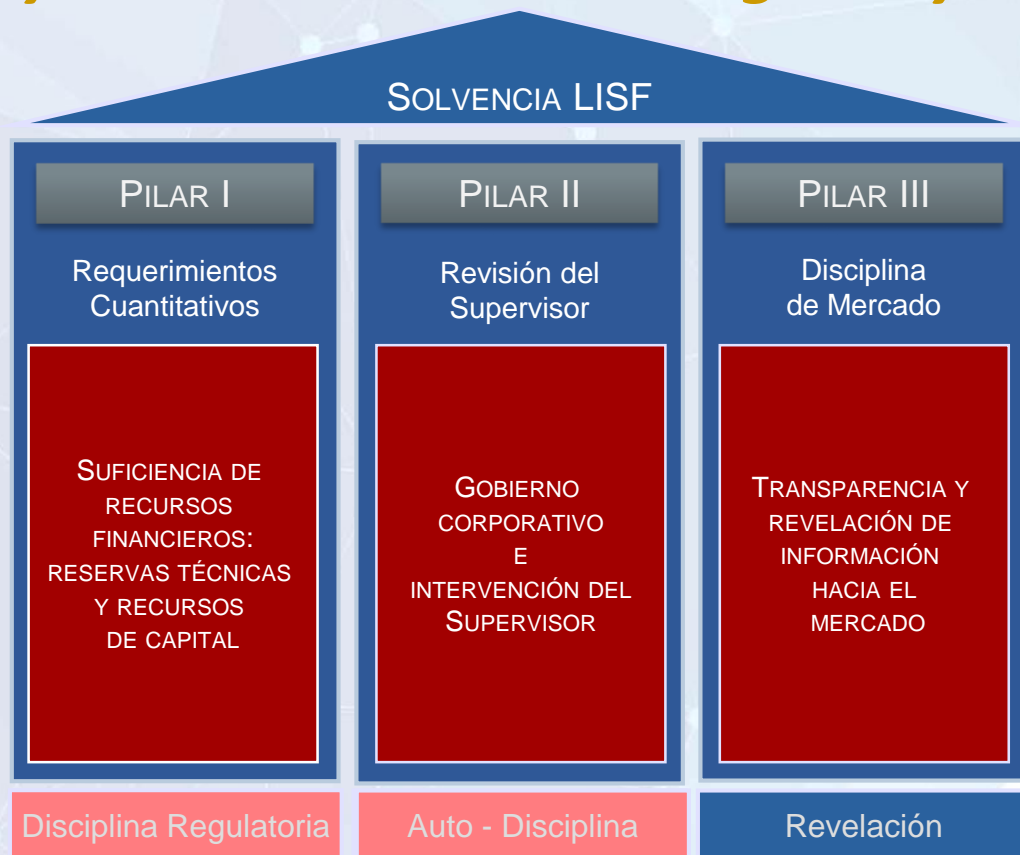 SOLVENCIA LISF
PILAR I
Requerimientos
Cuantitativos
SUFICIENCIA DE
RECURSOS
FINANCIEROS:
RESERVAS TÉCNICAS
Y RECURSOS
DE CAPITAL
Disciplina Regulatoria
PILAR II
Revisión del
Supervisor
GOBIERNO
CORPORATIVO
E
INTERVENCIÓN DEL
SUPERVISOR
Auto - Disciplina
PILAR III
Disciplina
de Mercado
TRANSPARENCIA Y
REVELACIÓN DE
INFORMACIÓN
HACIA EL
MERCADO
Revelación